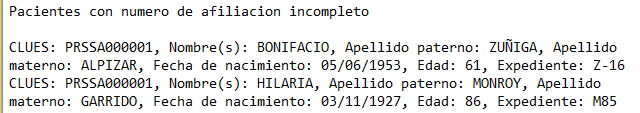 Pacientes con numero de afiliacion incompleto
CLUES: PRSSA000001, Nombre(s): BONIFACIO, Apellido paterno: ZUÑIGA, Apellido
materno: ALPIZAR, Fecha de nacimiento: 05/06/1953, Edad: 61, Expediente: Z-16
CLUES: PRSSA000001, Nombre(s): HILARIA, Apellido paterno: MONROY, Apellido
materno: GARRIDO, Fecha de nacimiento: 03/11/1927, Edad: 86, Expediente: M85